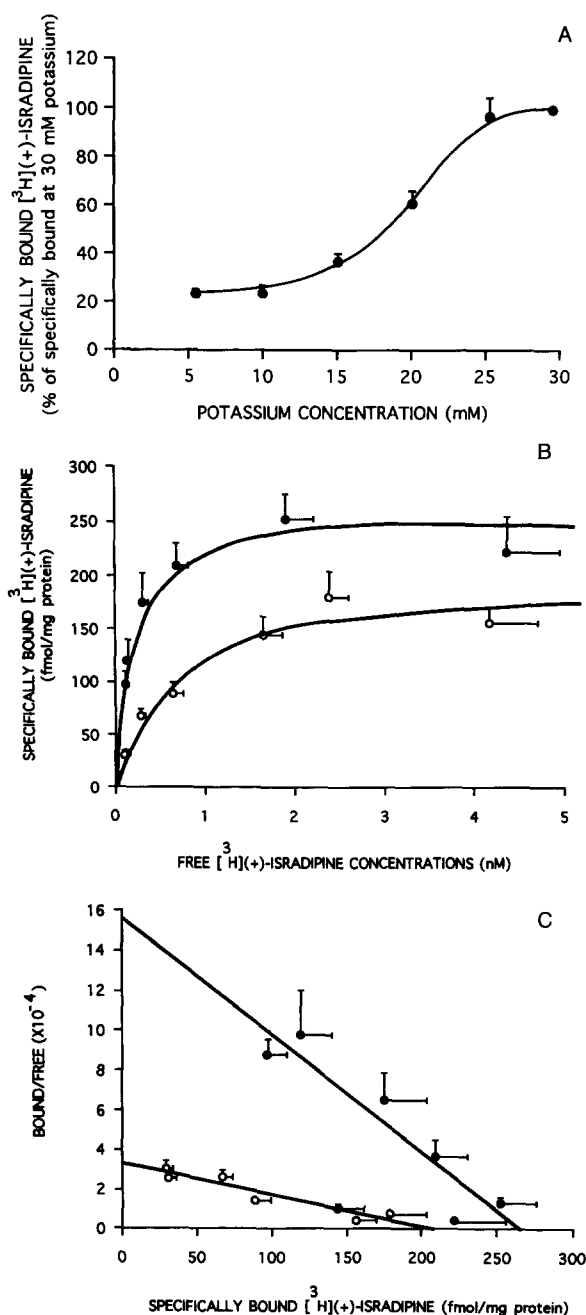 A
SPECIFICALLY BOUND [³H](+)-ISRADIPINE
(% of specifically bound at 30 mM potassium)
120
100
80
60
40
20
0
0 5 10 15 20 25 30
POTASSIUM CONCENTRATION (mM)
B
SPECIFICALLY BOUND [³H](+)-ISRADIPINE
(fmol/mg protein)
300
250
200
150
100
50
0
0 1 2 3 4 5
FREE [³H](+)-ISRADIPINE CONCENTRATIONS (nM)
C
BOUND/FREE (X10⁻⁴)
16
14
12
10
8
6
4
2
0
0 50 100 150 200 250 300
SPECIFICALLY BOUND [³H](+)-ISRADIPINE (fmol/mg protein)